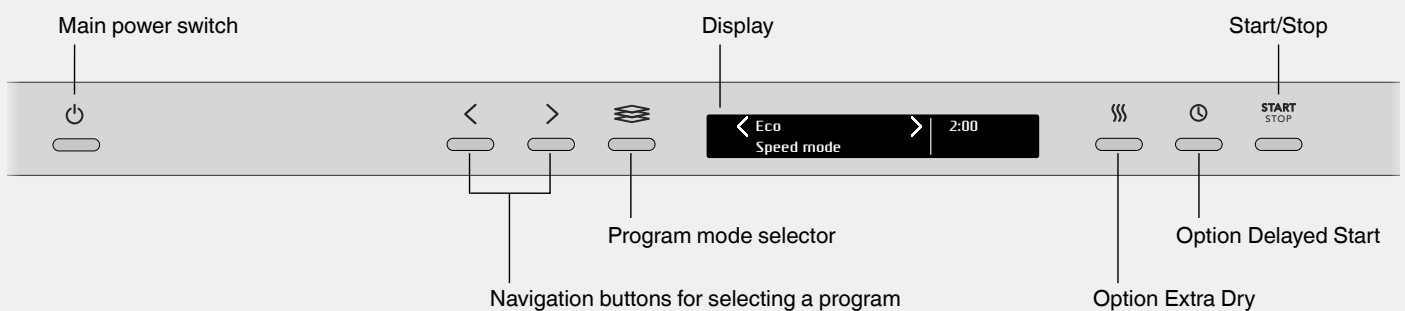 Main power switch
Display
Start/Stop
START
STOP
Eco 2:00
Speed mode
Program mode selector
Option Delayed Start
Navigation buttons for selecting a program
Option Extra Dry